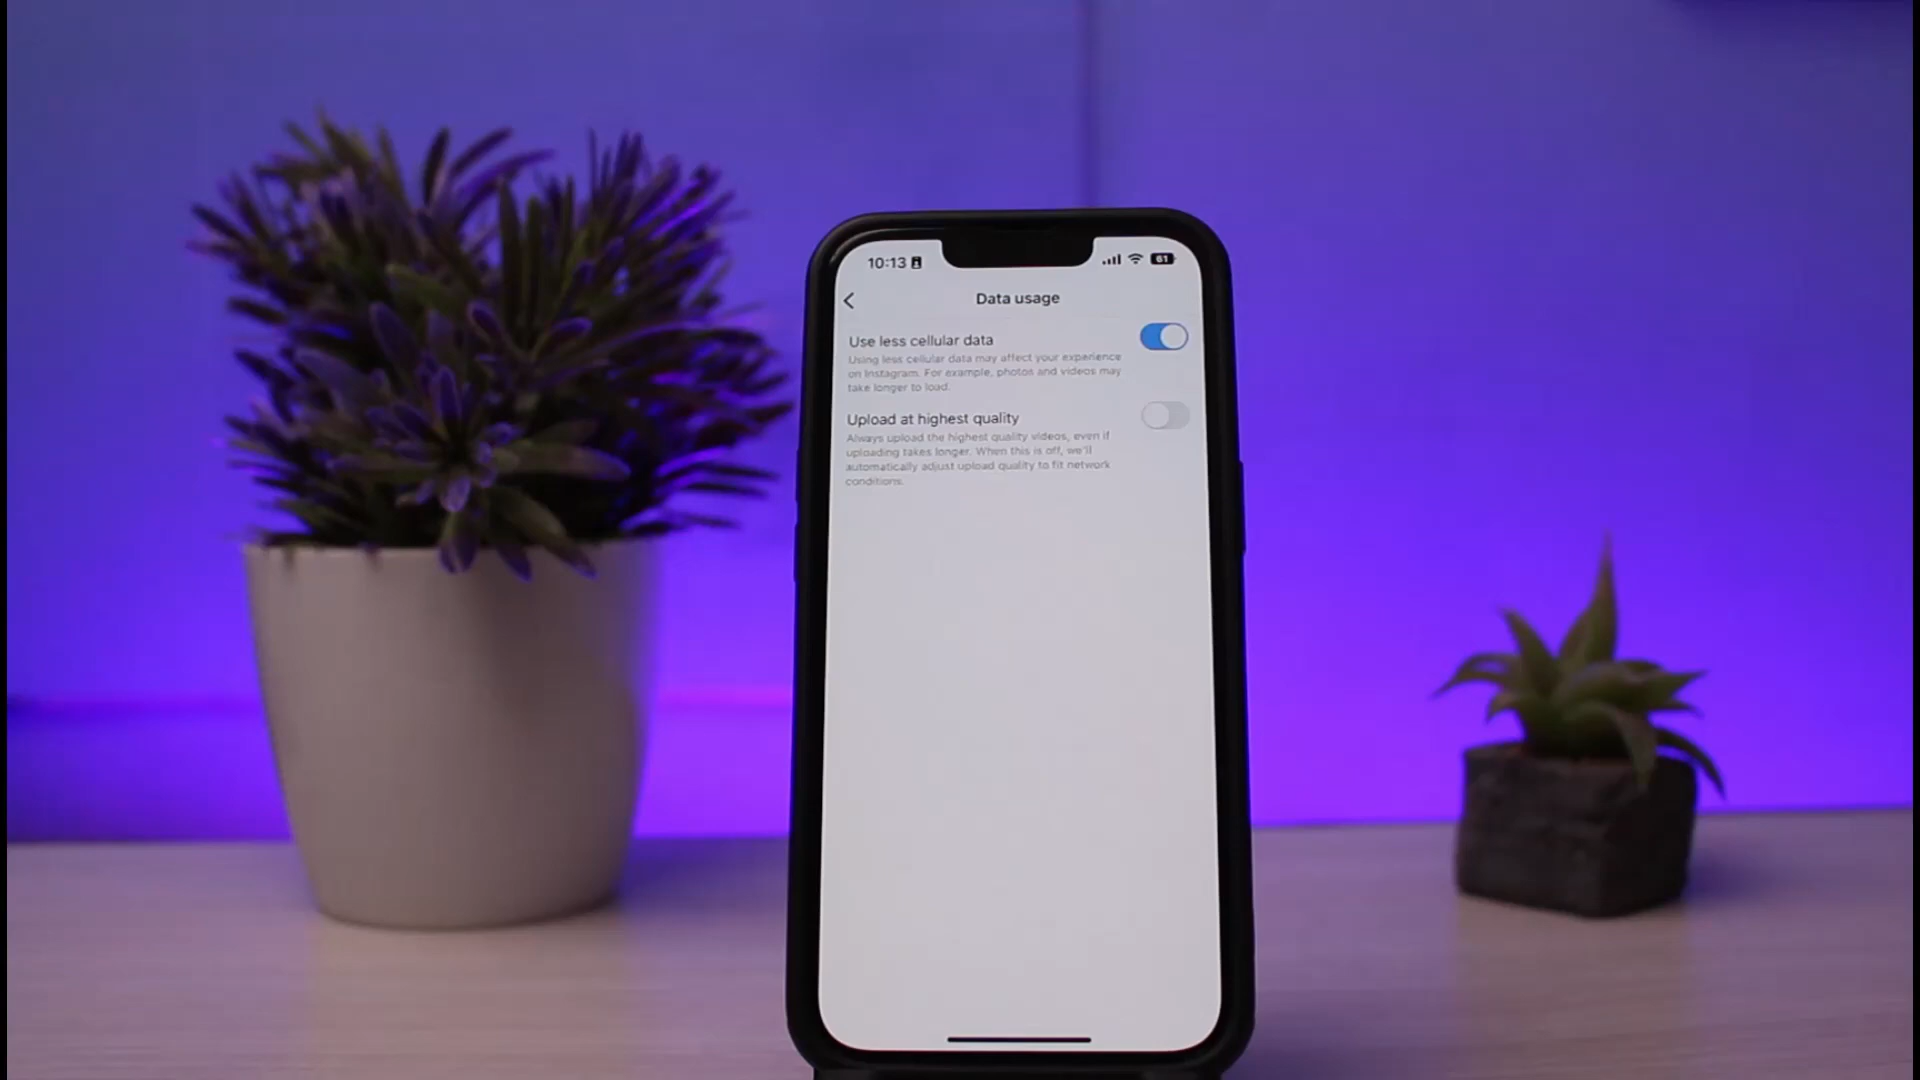 10:13
61
Data usage
Use less cellular data
Using less cellular data may affect your experience
on Instagram. For example, photos and videos may
take longer to load.
Upload at highest quality
Always upload the highest quality videos, even if
uploading takes longer. When this is off, we'll
automatically adjust upload quality to fit network
conditions.